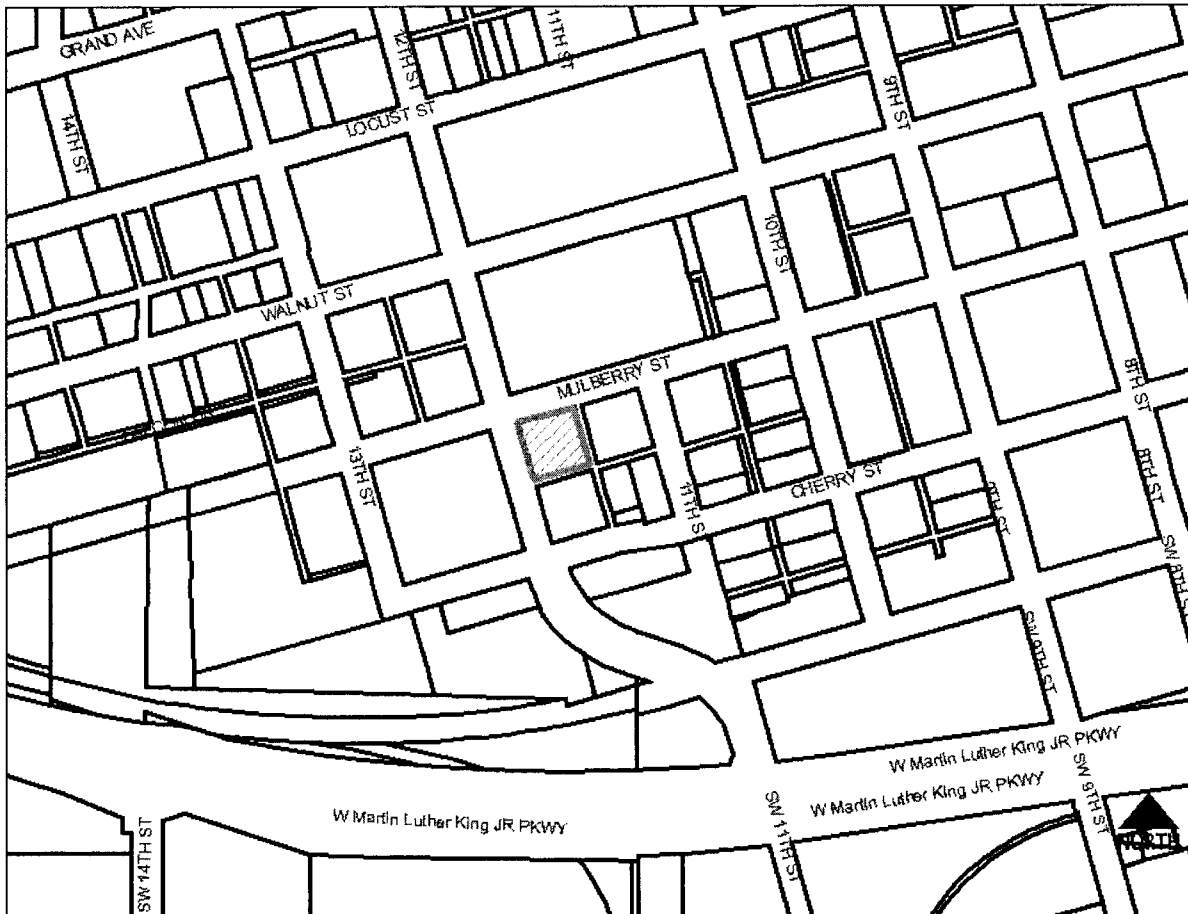 GRAND AVE
12TH ST
11TH ST
14TH ST
LOCUST ST
9TH ST
10TH ST
WALNUT ST
MULBERRY ST
8TH ST
13TH ST
CHERRY ST
11TH S
9TH ST
8TH ST
SW 8TH ST
SW 9TH ST
W Martin Luther King JR PKWY
W Martin Luther King JR PKWY
W Martin Luther King JR PKWY
SW 9TH ST
SW 11TH ST
SW 14TH ST
NORTH